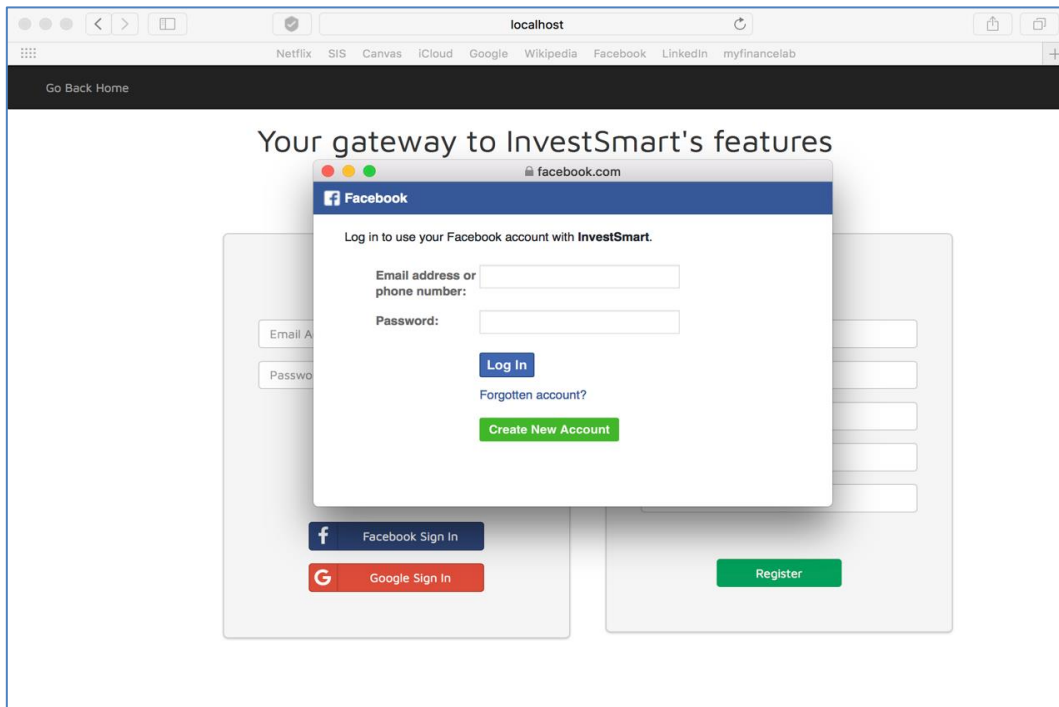 localhost
Netflix SIS Canvas iCloud Google Wikipedia Facebook LinkedIn myfinancelab
Go Back Home
Your gateway to InvestSmart's features
facebook.com
Facebook
Log in to use your Facebook account with InvestSmart.
Email address or
phone number:
Password:
Log In
Forgotten account?
Create New Account
Email A
Passwo
Facebook Sign In
Google Sign In
Register